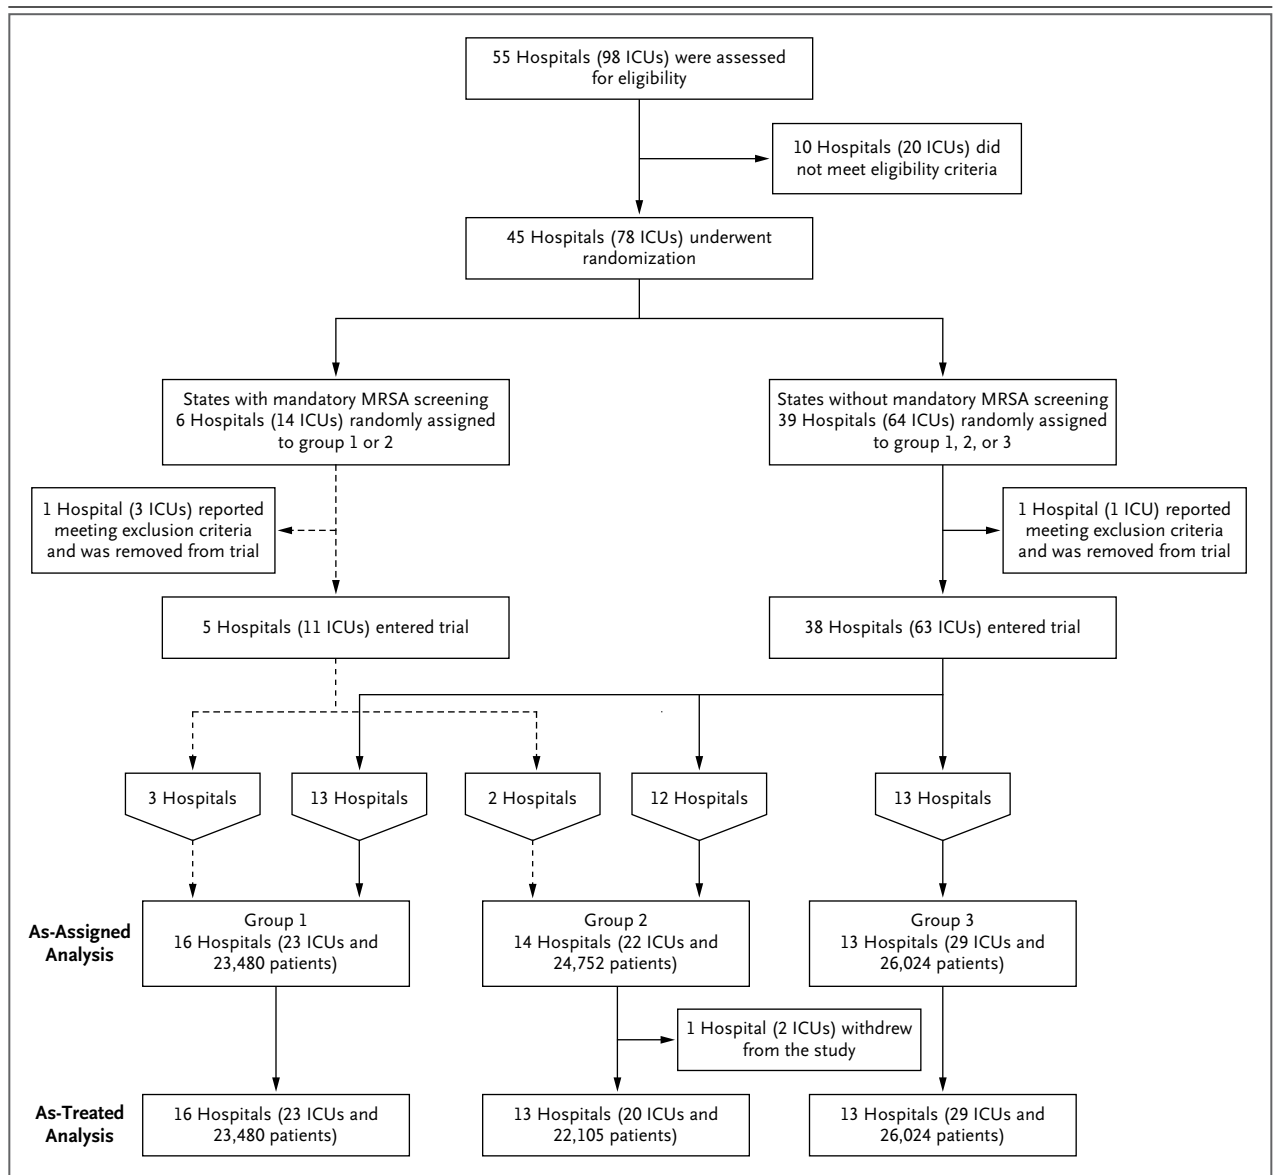 55 Hospitals (98 ICUs) were assessed
for eligibility
10 Hospitals (20 ICUs) did
not meet eligibility criteria
45 Hospitals (78 ICUs) underwent
randomization
States with mandatory MRSA screening
6 Hospitals (14 ICUs) randomly assigned
to group 1 or 2
States without mandatory MRSA screening
39 Hospitals (64 ICUs) randomly assigned
to group 1, 2, or 3
1 Hospital (3 ICUs) reported
meeting exclusion criteria
and was removed from trial
1 Hospital (1 ICU) reported
meeting exclusion criteria
and was removed from trial
5 Hospitals (11 ICUs) entered trial
38 Hospitals (63 ICUs) entered trial
3 Hospitals
13 Hospitals
2 Hospitals
12 Hospitals
13 Hospitals
As-Assigned
Analysis
Group 1
16 Hospitals (23 ICUs and
23,480 patients)
Group 2
14 Hospitals (22 ICUs and
24,752 patients)
Group 3
13 Hospitals (29 ICUs and
26,024 patients)
1 Hospital (2 ICUs) withdrew
from the study
As-Treated
Analysis
16 Hospitals (23 ICUs and
23,480 patients)
13 Hospitals (20 ICUs and
22,105 patients)
13 Hospitals (29 ICUs and
26,024 patients)